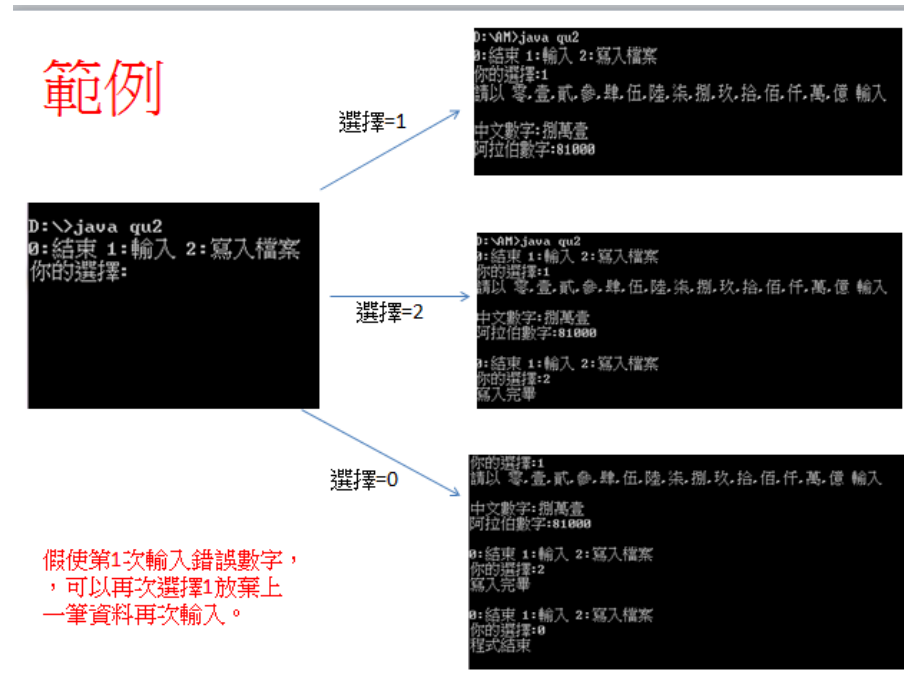 範例
選擇=1
D:\AM>java qu2
0:結束 1:輸入 2:寫入檔案
你的選擇:1
請以 零,壹,貳,參,肆,伍,陸,柒,捌,玖,拾,佰,仟,萬,億 輸入
中文數字:捌萬壹
阿拉伯數字:81000
D:\>java qu2
0:結束 1:輸入 2:寫入檔案
你的選擇:
選擇=2
D:\AM>java qu2
0:結束 1:輸入 2:寫入檔案
你的選擇:1
請以 零,壹,貳,參,肆,伍,陸,柒,捌,玖,拾,佰,仟,萬,億 輸入
中文數字:捌萬壹
阿拉伯數字:81000
0:結束 1:輸入 2:寫入檔案
你的選擇:2
寫入完畢
選擇=0
你的選擇:1
請以 零,壹,貳,參,肆,伍,陸,柒,捌,玖,拾,佰,仟,萬,億 輸入
中文數字:捌萬壹
阿拉伯數字:81000
0:結束 1:輸入 2:寫入檔案
你的選擇:2
寫入完畢
0:結束 1:輸入 2:寫入檔案
你的選擇:0
程式結束
假使第1次輸入錯誤數字，
，可以再次選擇1放棄上
一筆資料再次輸入。